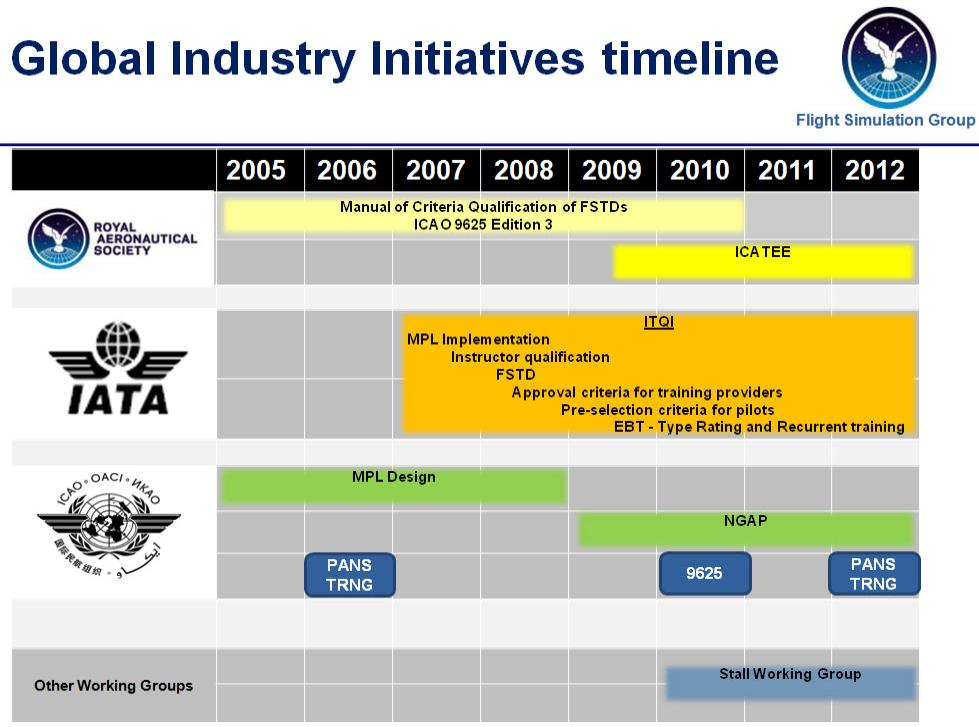 Global Industry Initiatives timeline
Flight Simulation Group
2005 2006 2007 2008 2009 2010 2011 2012
ROYAL
AERONAUTICAL
SOCIETY
Manual of Criteria Qualification of FSTDs
ICAO 9625 Edition 3
ICATEE
IATA
ITQI
MPL Implementation
Instructor qualification
FSTD
Approval criteria for training providers
Pre-selection criteria for pilots
EBT - Type Rating and Recurrent training
ICAO • OACI • ИКАО
国际民航组织 • ايكاو
MPL Design
NGAP
PANS
TRNG
9625
PANS
TRNG
Other Working Groups
Stall Working Group